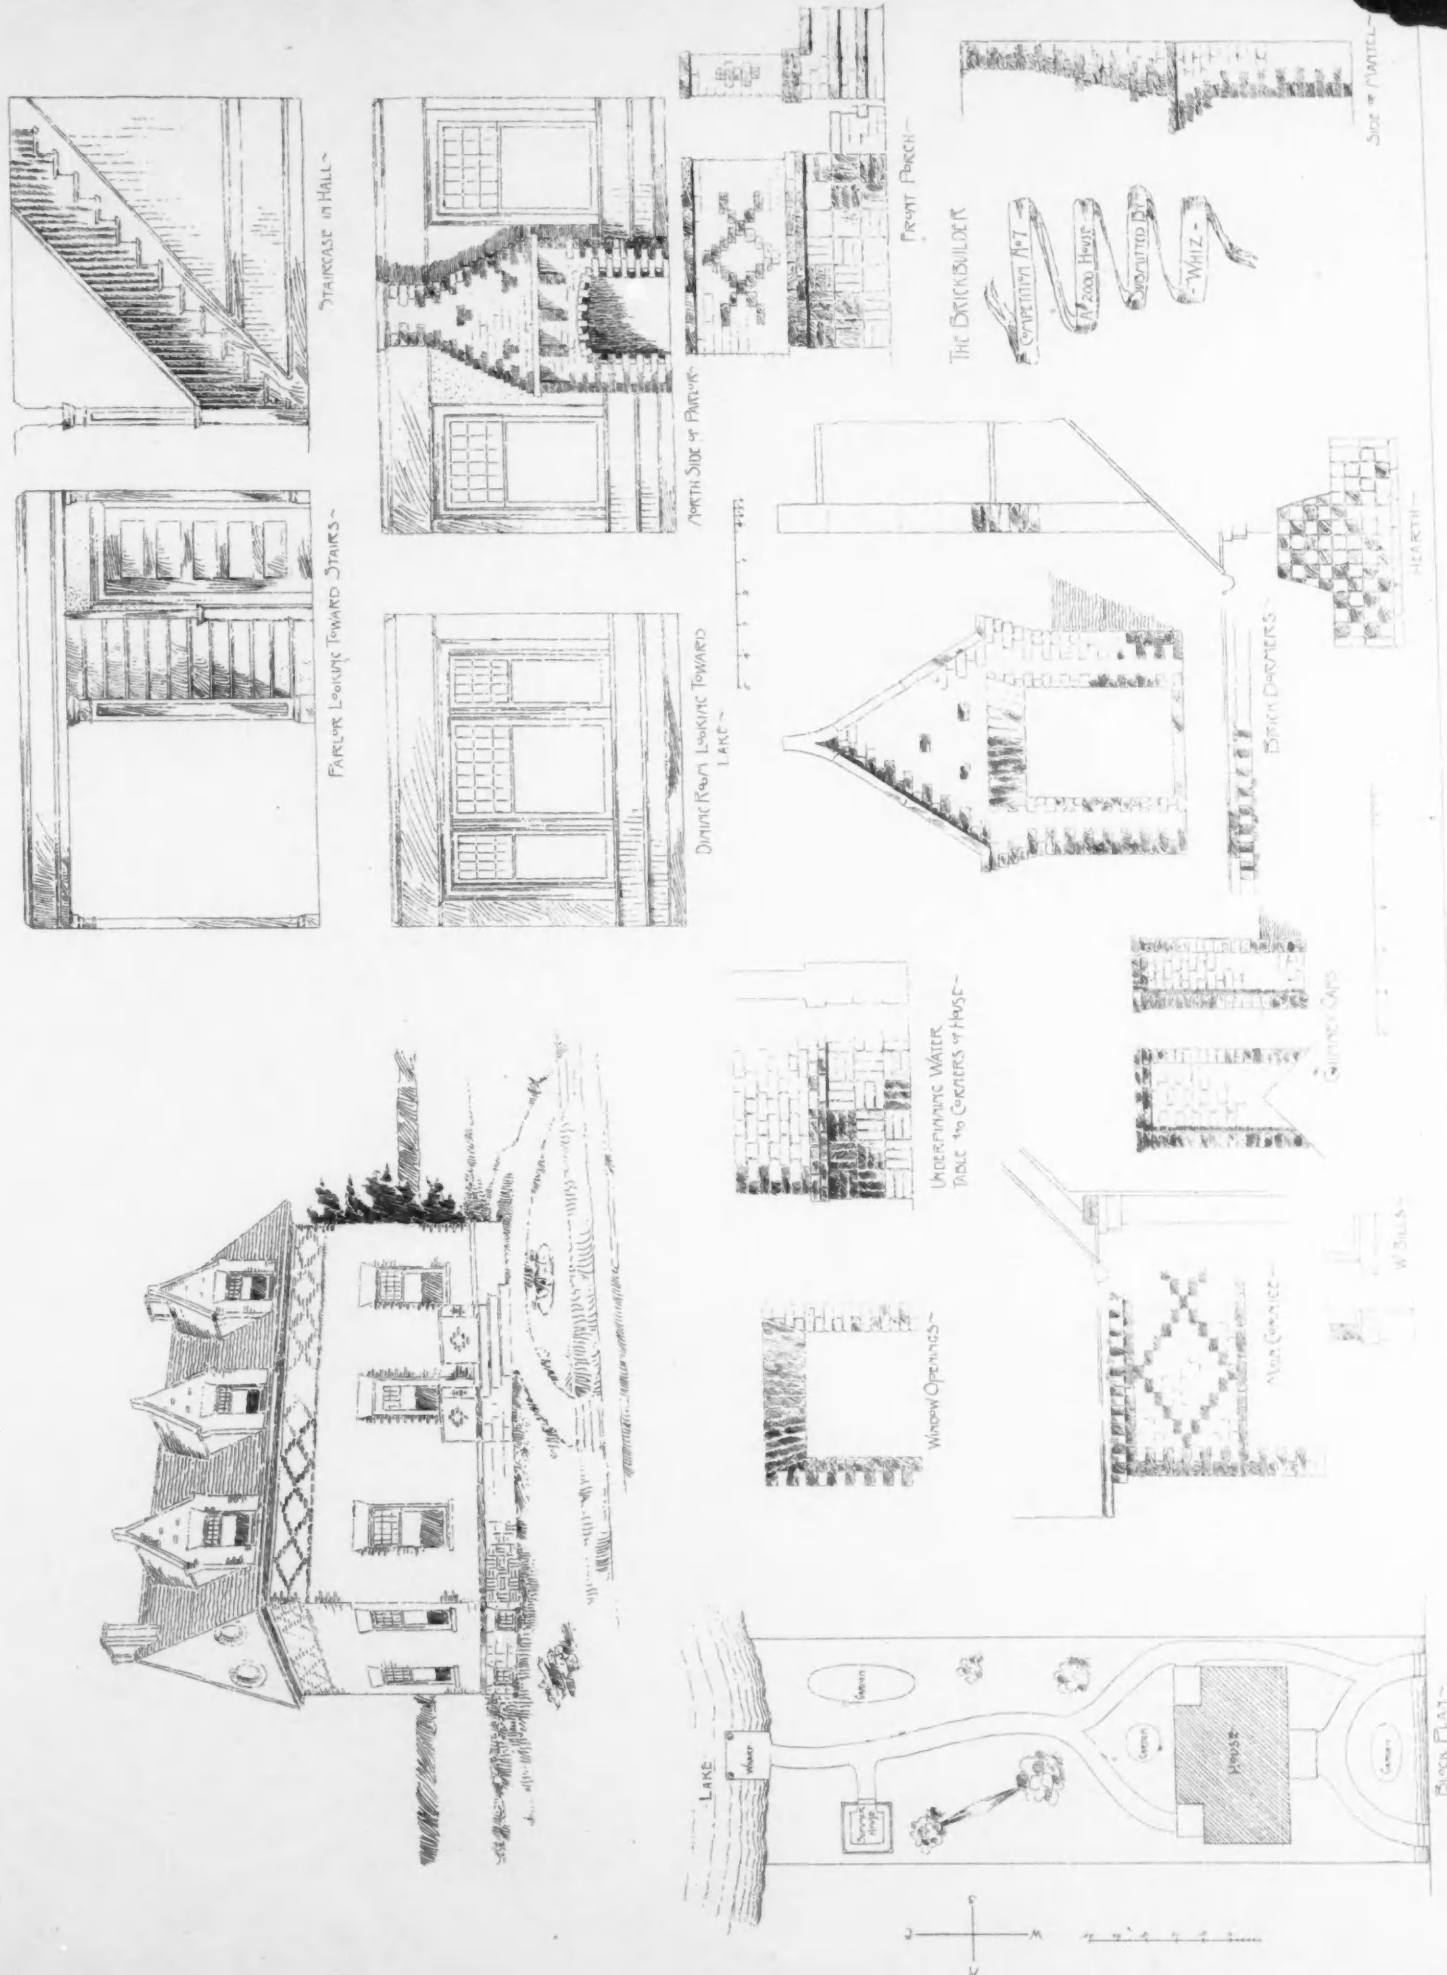 STAIRCASE IN HALL
PARLOR LOOKING TOWARD STAIRS
NORTH SIDE OF PARLOR
DINING ROOM LOOKING TOWARD
LAKE
FRONT PORCH
SIDE OF MANTEL
THE BRICKBUILDER
COMPETITION No 7
A $2000 HOUSE
SUBMITTED BY
- WHIZ -
HEARTH
BRICK DORMERS
UNDERPINNING WATER
TABLE AND CORNERS OF HOUSE
CHIMNEY CAPS
WINDOW OPENINGS
MAIN CORNICE
W SILLS
LAKE
WHARF
SUMMER
HOUSE
GARDEN
GARDEN
HOUSE
GARDEN
BLOCK PLAN
S
W